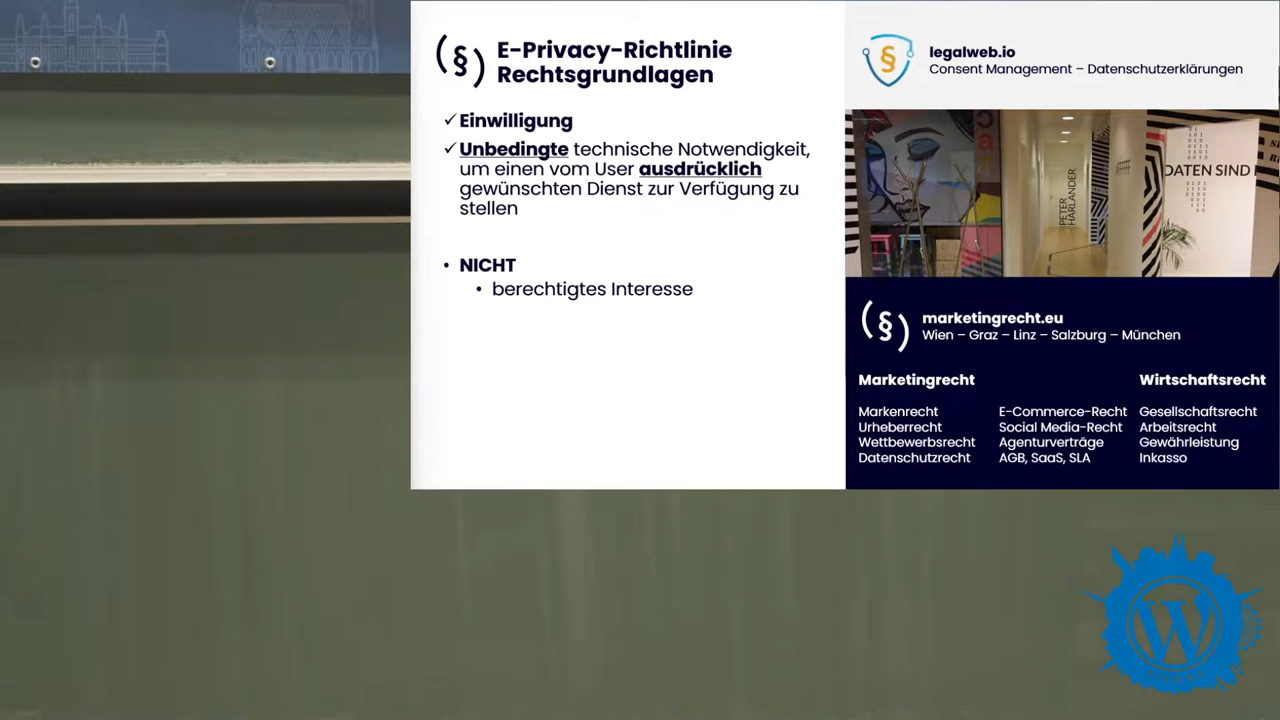 E-Privacy-Richtlinie
Rechtsgrundlagen
✓ Einwilligung
✓ Unbedingte technische Notwendigkeit,
um einen vom User ausdrücklich
gewünschten Dienst zur Verfügung zu
stellen
• NICHT
• berechtigtes Interesse
legalweb.io
Consent Management – Datenschutzerklärungen
PETER
HARLANDER
DATEN SIND
marketingrecht.eu
Wien – Graz – Linz – Salzburg – München
Marketingrecht
Markenrecht
Urheberrecht
Wettbewerbsrecht
Datenschutzrecht
E-Commerce-Recht
Social Media-Recht
Agenturverträge
AGB, SaaS, SLA
Wirtschaftsrecht
Gesellschaftsrecht
Arbeitsrecht
Gewährleistung
Inkasso